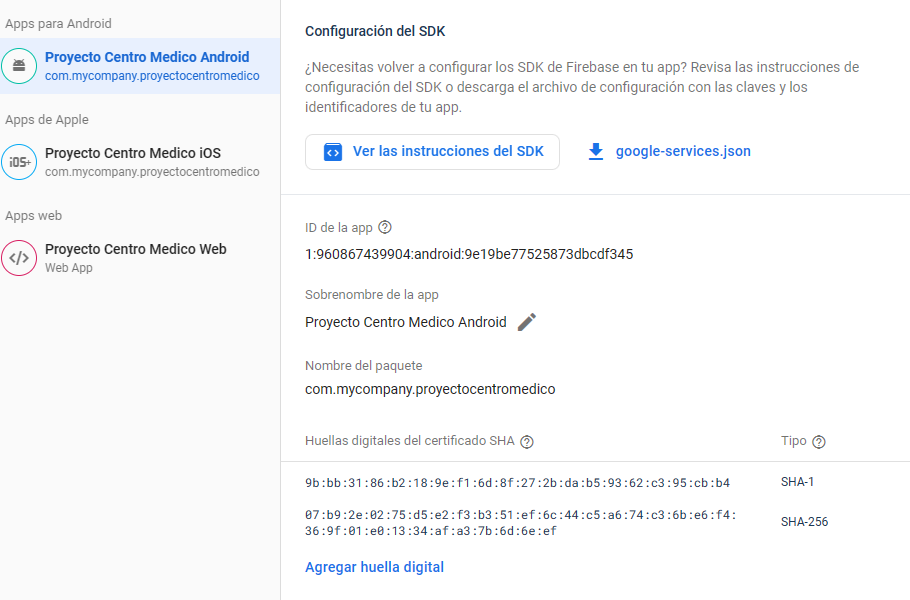 Apps para Android
Proyecto Centro Medico Android
com.mycompany.proyectocentromedico
Apps de Apple
iOS+
Proyecto Centro Medico iOS
com.mycompany.proyectocentromedico
Apps web
</>
Proyecto Centro Medico Web
Web App
Configuración del SDK
¿Necesitas volver a configurar los SDK de Firebase en tu app? Revisa las instrucciones de
configuración del SDK o descarga el archivo de configuración con las claves y los
identificadores de tu app.
Ver las instrucciones del SDK
google-services.json
ID de la app
1:960867439904:android:9e19be77525873dbcdf345
Sobrenombre de la app
Proyecto Centro Medico Android
Nombre del paquete
com.mycompany.proyectocentromedico
Huellas digitales del certificado SHA Tipo
9b:bb:31:86:b2:18:9e:f1:6d:8f:27:2b:da:b5:93:62:c3:95:cb:b4 SHA-1
07:b9:2e:02:75:d5:e2:f3:b3:51:ef:6c:44:c5:a6:74:c3:6b:e6:f4:
36:9f:01:e0:13:34:af:a3:7b:6d:6e:ef
SHA-256
Agregar huella digital